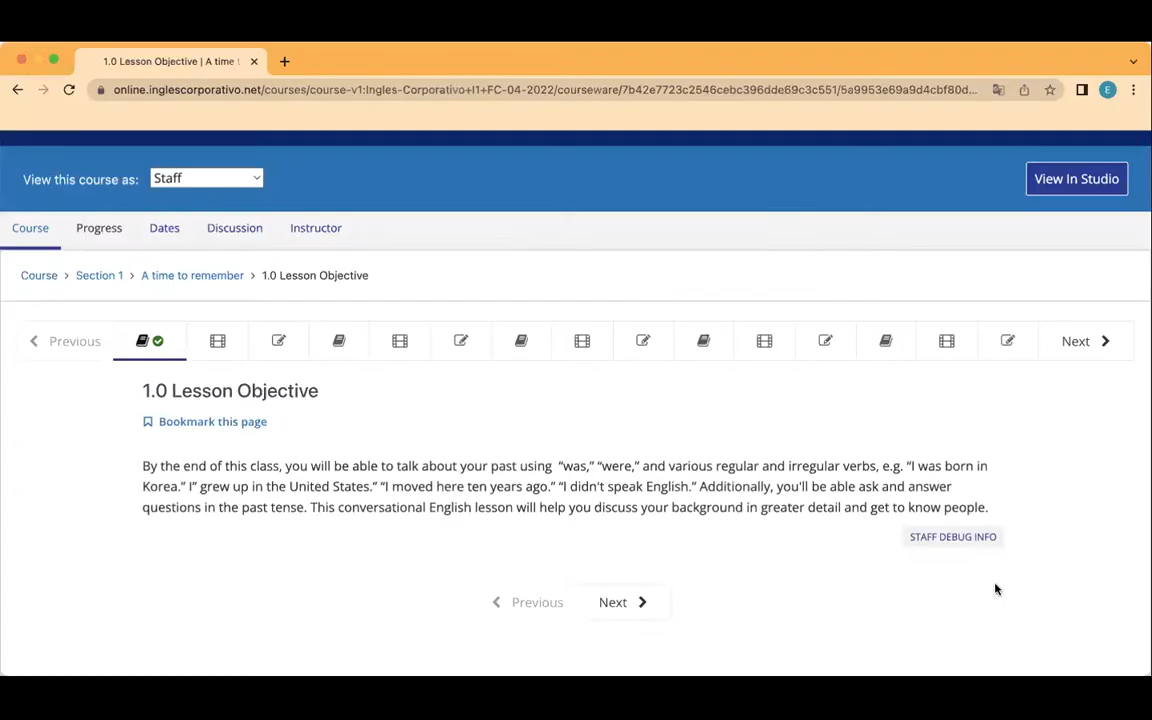 1.0 Lesson Objective | A time t
online.inglescorporativo.net/courses/course-v1:Ingles-Corporativo+I1+FC-04-2022/courseware/7b42e7723c2546cebc396dde69c3c551/5a9953e69a9d4cbf80d...
E
View this course as:
Staff
View In Studio
Course
Progress
Dates
Discussion
Instructor
Course > Section 1 > A time to remember > 1.0 Lesson Objective
Previous
Next
1.0 Lesson Objective
Bookmark this page
By the end of this class, you will be able to talk about your past using “was,” “were,” and various regular and irregular verbs, e.g. “I was born in
Korea.” I” grew up in the United States.” “I moved here ten years ago.” “I didn't speak English.” Additionally, you'll be able ask and answer
questions in the past tense. This conversational English lesson will help you discuss your background in greater detail and get to know people.
STAFF DEBUG INFO
Previous
Next